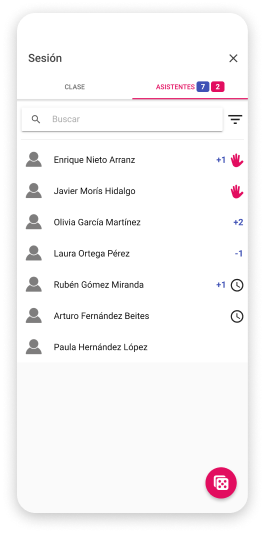 Sesión
CLASE
ASISTENTES 7 2
Buscar
Enrique Nieto Arranz +1
Javier Morís Hidalgo
Olivia García Martínez +2
Laura Ortega Pérez -1
Rubén Gómez Miranda +1
Arturo Fernández Beites
Paula Hernández López